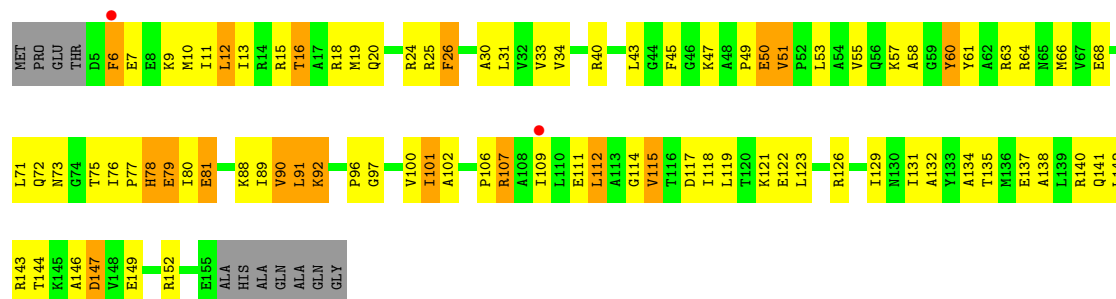 MET PRO GLU THR D5 F6 E7 E8 K9 M10 I11 L12 I13 R14 R15 T16 A17 R18 M19 Q20 R24 R25 F26 A30 L31 V32 V33 V34 R40 L43 G44 F45 G46 K47 A48 P49 E50 V51 P52 L53 A54 V55 Q56 K57 A58 G59 Y60 Y61 A62 R63 R64 N65 M66 V67 E68
L71 Q72 N73 G74 T75 I76 P77 H78 E79 I80 E81 K88 I89 V90 L91 K92 P96 G97 V100 I101 A102 P106 R107 A108 I109 L110 E111 L112 A113 G114 V115 T116 D117 I118 L119 T120 K121 E122 L123 R126 I129 N130 I131 A132 Y133 A134 T135 M136 E137 A138 L139 R140 Q141
R143 T144 K145 A146 D147 V148 E149 R152 E155 ALA HIS ALA GLN ALA GLN GLY